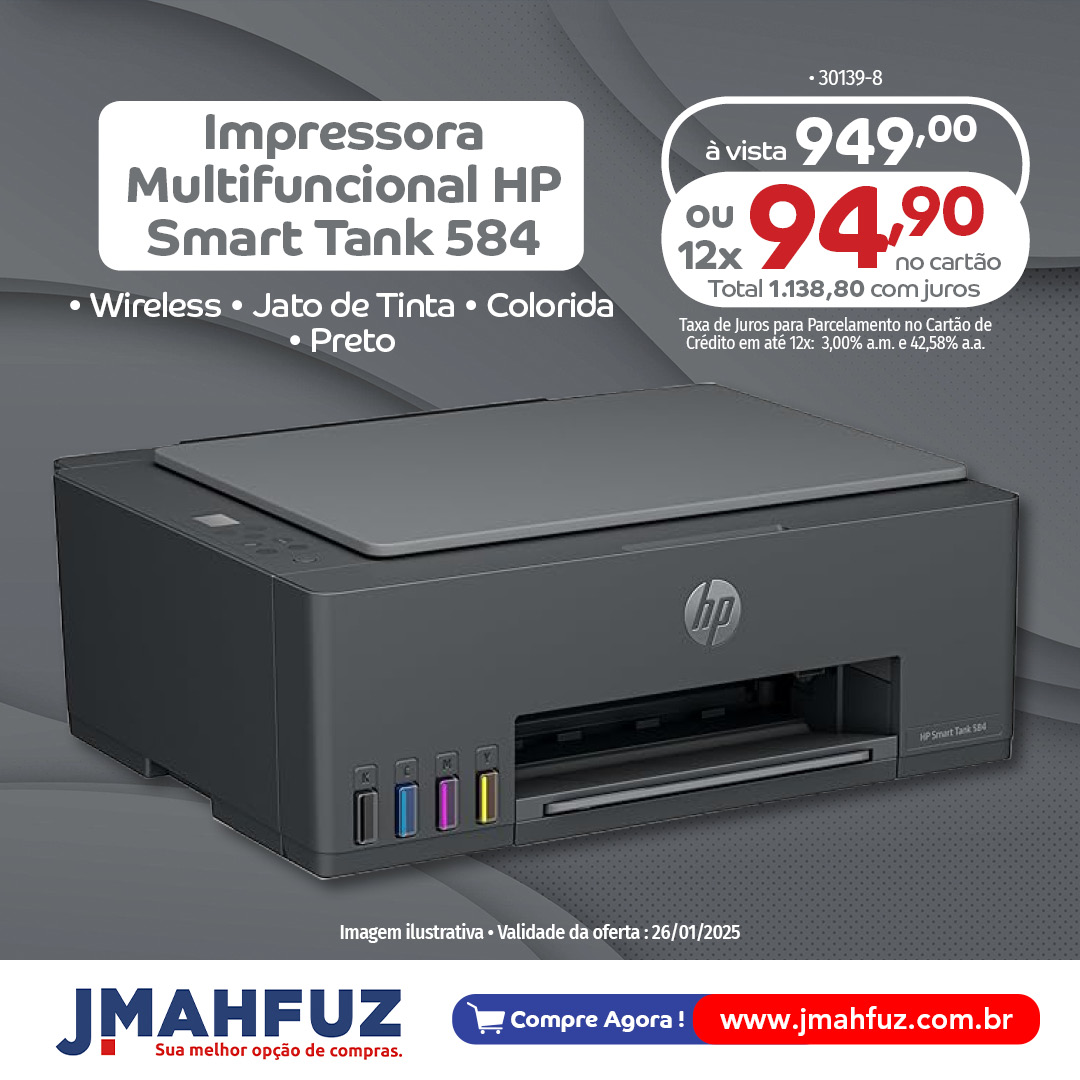 • 30139-8
Impressora
Multifuncional HP
Smart Tank 584
• Wireless • Jato de Tinta • Colorida
• Preto
à vista 949,00
ou
12x 94,90
no cartão
Total 1.138,80 com juros
Taxa de Juros para Parcelamento no Cartão de
Crédito em até 12x: 3,00% a.m. e 42,58% a.a.
hp
HP Smart Tank 584
K C M Y
Imagem ilustrativa • Validade da oferta : 26/01/2025
JMAHFUZ
Sua melhor opção de compras.
Compre Agora !
www.jmahfuz.com.br